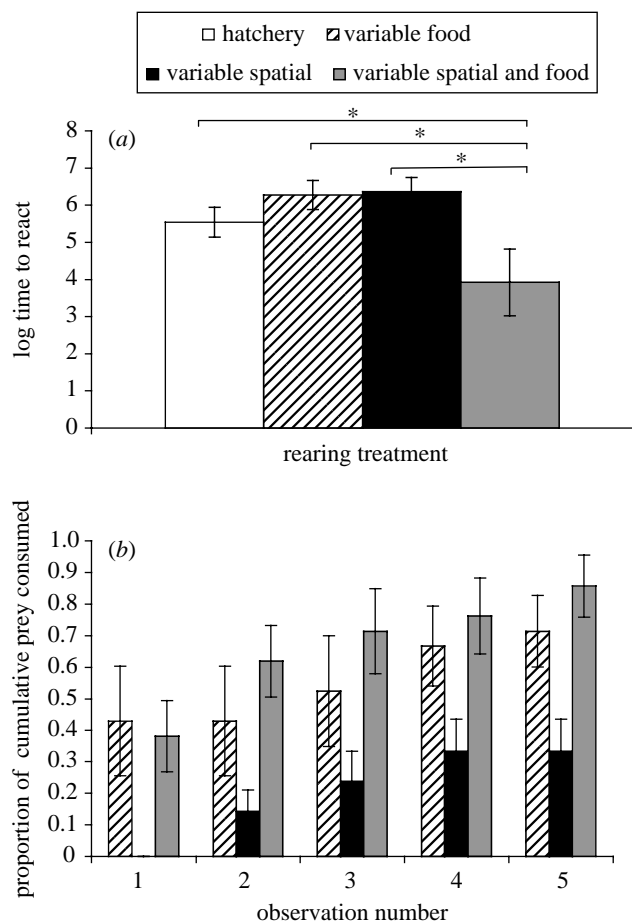 hatchery variable food
variable spatial variable spatial and food
(a)
*
*
*
8
7
6
5
4
3
2
1
0
log time to react
rearing treatment
(b)
1.0
0.9
0.8
0.7
0.6
0.5
0.4
0.3
0.2
0.1
0
proportion of cumulative prey consumed
1 2 3 4 5
observation number